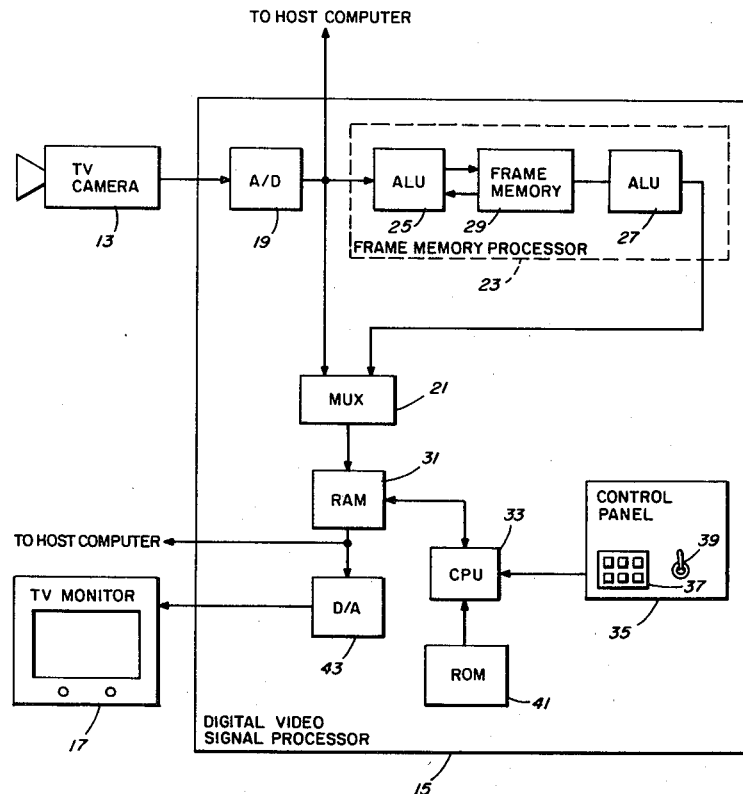 TO HOST COMPUTER
TV
CAMERA
13
A/D
19
ALU
25
FRAME
MEMORY
29
ALU
27
FRAME MEMORY PROCESSOR
23
MUX
21
31
RAM
TO HOST COMPUTER
33
CPU
CONTROL
PANEL
39
37
35
TV MONITOR
17
D/A
43
ROM
41
DIGITAL VIDEO
SIGNAL PROCESSOR
15